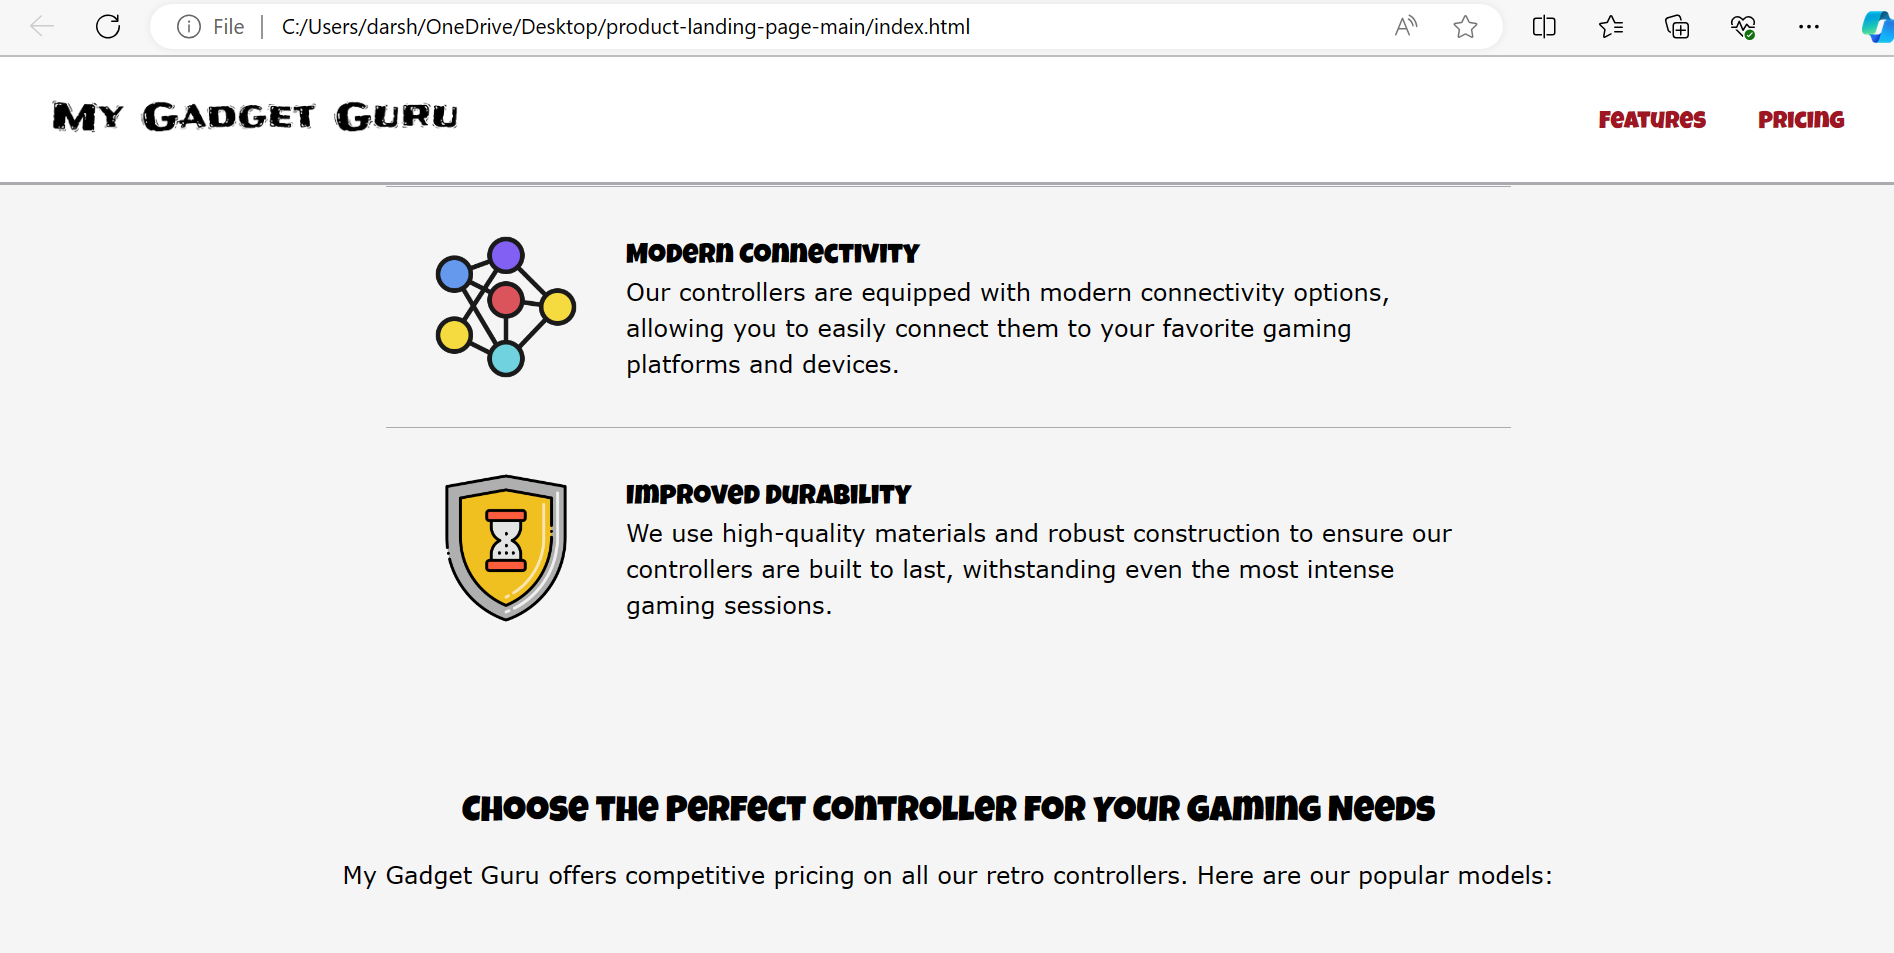 File
C:/Users/darsh/OneDrive/Desktop/product-landing-page-main/index.html
My Gadget Guru
Features
Pricing
Modern Connectivity
Our controllers are equipped with modern connectivity options,
allowing you to easily connect them to your favorite gaming
platforms and devices.
Improved Durability
We use high-quality materials and robust construction to ensure our
controllers are built to last, withstanding even the most intense
gaming sessions.
Choose the Perfect Controller for Your Gaming Needs
My Gadget Guru offers competitive pricing on all our retro controllers. Here are our popular models: